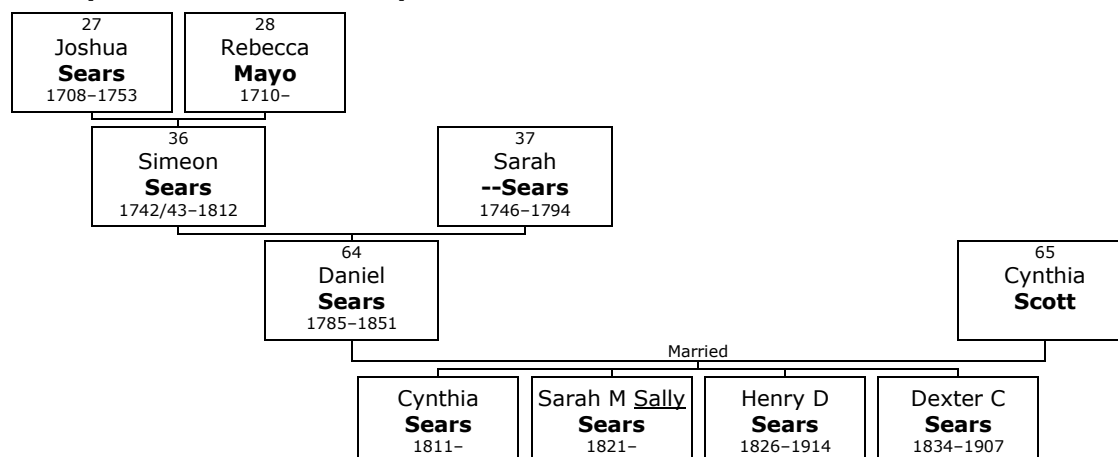 27
Joshua
Sears
1708–1753
28
Rebecca
Mayo
1710–
36
Simeon
Sears
1742/43–1812
37
Sarah
--Sears
1746–1794
64
Daniel
Sears
1785–1851
65
Cynthia
Scott
Married
Cynthia
Sears
1811–
Sarah M Sally
Sears
1821–
Henry D
Sears
1826–1914
Dexter C
Sears
1834–1907